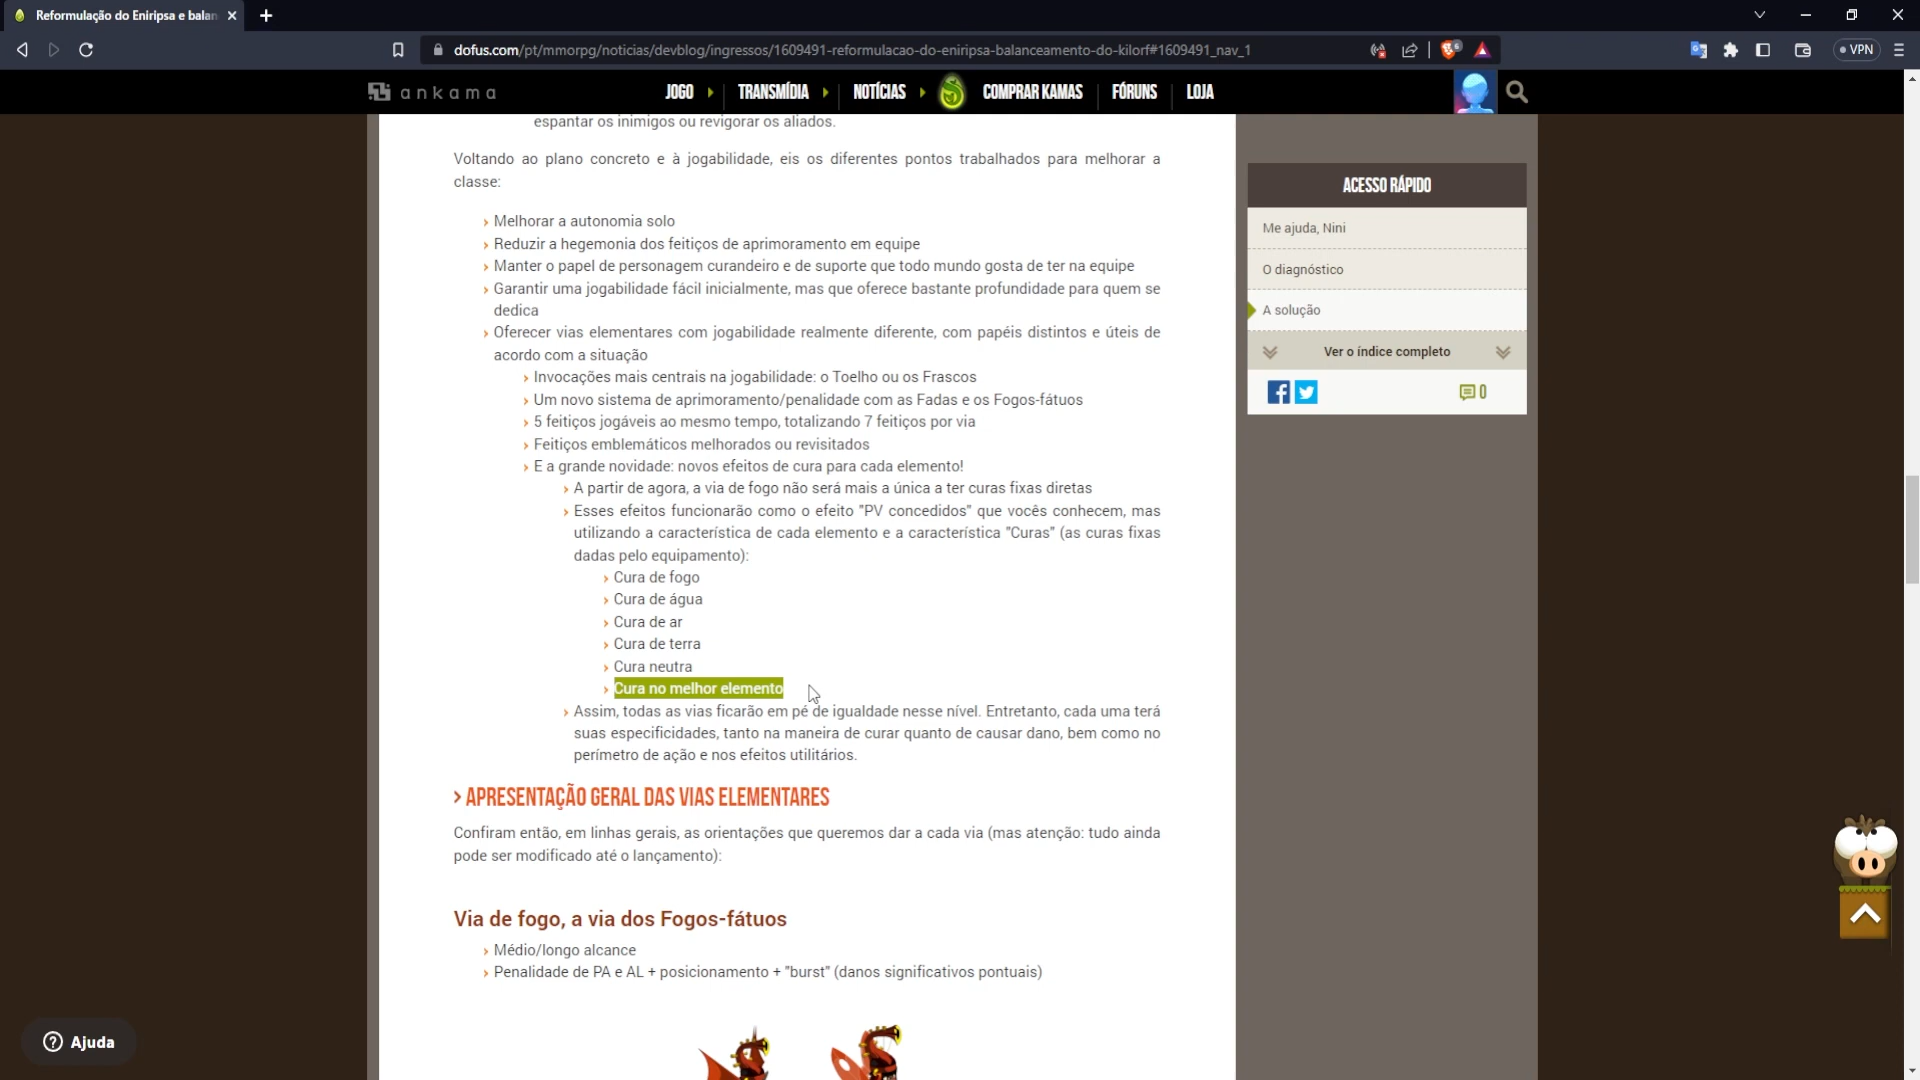 Reformulação do Eniripsa e balan
dofus.com/pt/mmorpg/noticias/devblog/ingressos/1609491-reformulacao-do-eniripsa-balanceamento-do-kilorf#1609491_nav_1
VPN
ankama
JOGO
TRANSMÍDIA
NOTÍCIAS
COMPRAR KAMAS
FÓRUNS
LOJA
espantar os inimigos ou revigorar os aliados.
Voltando ao plano concreto e à jogabilidade, eis os diferentes pontos trabalhados para melhorar a
classe:
Melhorar a autonomia solo
Reduzir a hegemonia dos feitiços de aprimoramento em equipe
Manter o papel de personagem curandeiro e de suporte que todo mundo gosta de ter na equipe
Garantir uma jogabilidade fácil inicialmente, mas que oferece bastante profundidade para quem se
dedica
Oferecer vias elementares com jogabilidade realmente diferente, com papéis distintos e úteis de
acordo com a situação
Invocações mais centrais na jogabilidade: o Toelho ou os Frascos
Um novo sistema de aprimoramento/penalidade com as Fadas e os Fogos-fátuos
5 feitiços jogáveis ao mesmo tempo, totalizando 7 feitiços por via
Feitiços emblemáticos melhorados ou revisitados
E a grande novidade: novos efeitos de cura para cada elemento!
A partir de agora, a via de fogo não será mais a única a ter curas fixas diretas
Esses efeitos funcionarão como o efeito "PV concedidos" que vocês conhecem, mas
utilizando a característica de cada elemento e a característica "Curas" (as curas fixas
dadas pelo equipamento):
Cura de fogo
Cura de água
Cura de ar
Cura de terra
Cura neutra
Cura no melhor elemento
Assim, todas as vias ficarão em pé de igualdade nesse nível. Entretanto, cada uma terá
suas especificidades, tanto na maneira de curar quanto de causar dano, bem como no
perímetro de ação e nos efeitos utilitários.
> APRESENTAÇÃO GERAL DAS VIAS ELEMENTARES
Confiram então, em linhas gerais, as orientações que queremos dar a cada via (mas atenção: tudo ainda
pode ser modificado até o lançamento):
Via de fogo, a via dos Fogos-fátuos
Médio/longo alcance
Penalidade de PA e AL + posicionamento + "burst" (danos significativos pontuais)
ACESSO RÁPIDO
Me ajuda, Nini
O diagnóstico
A solução
Ver o índice completo
0
Ajuda